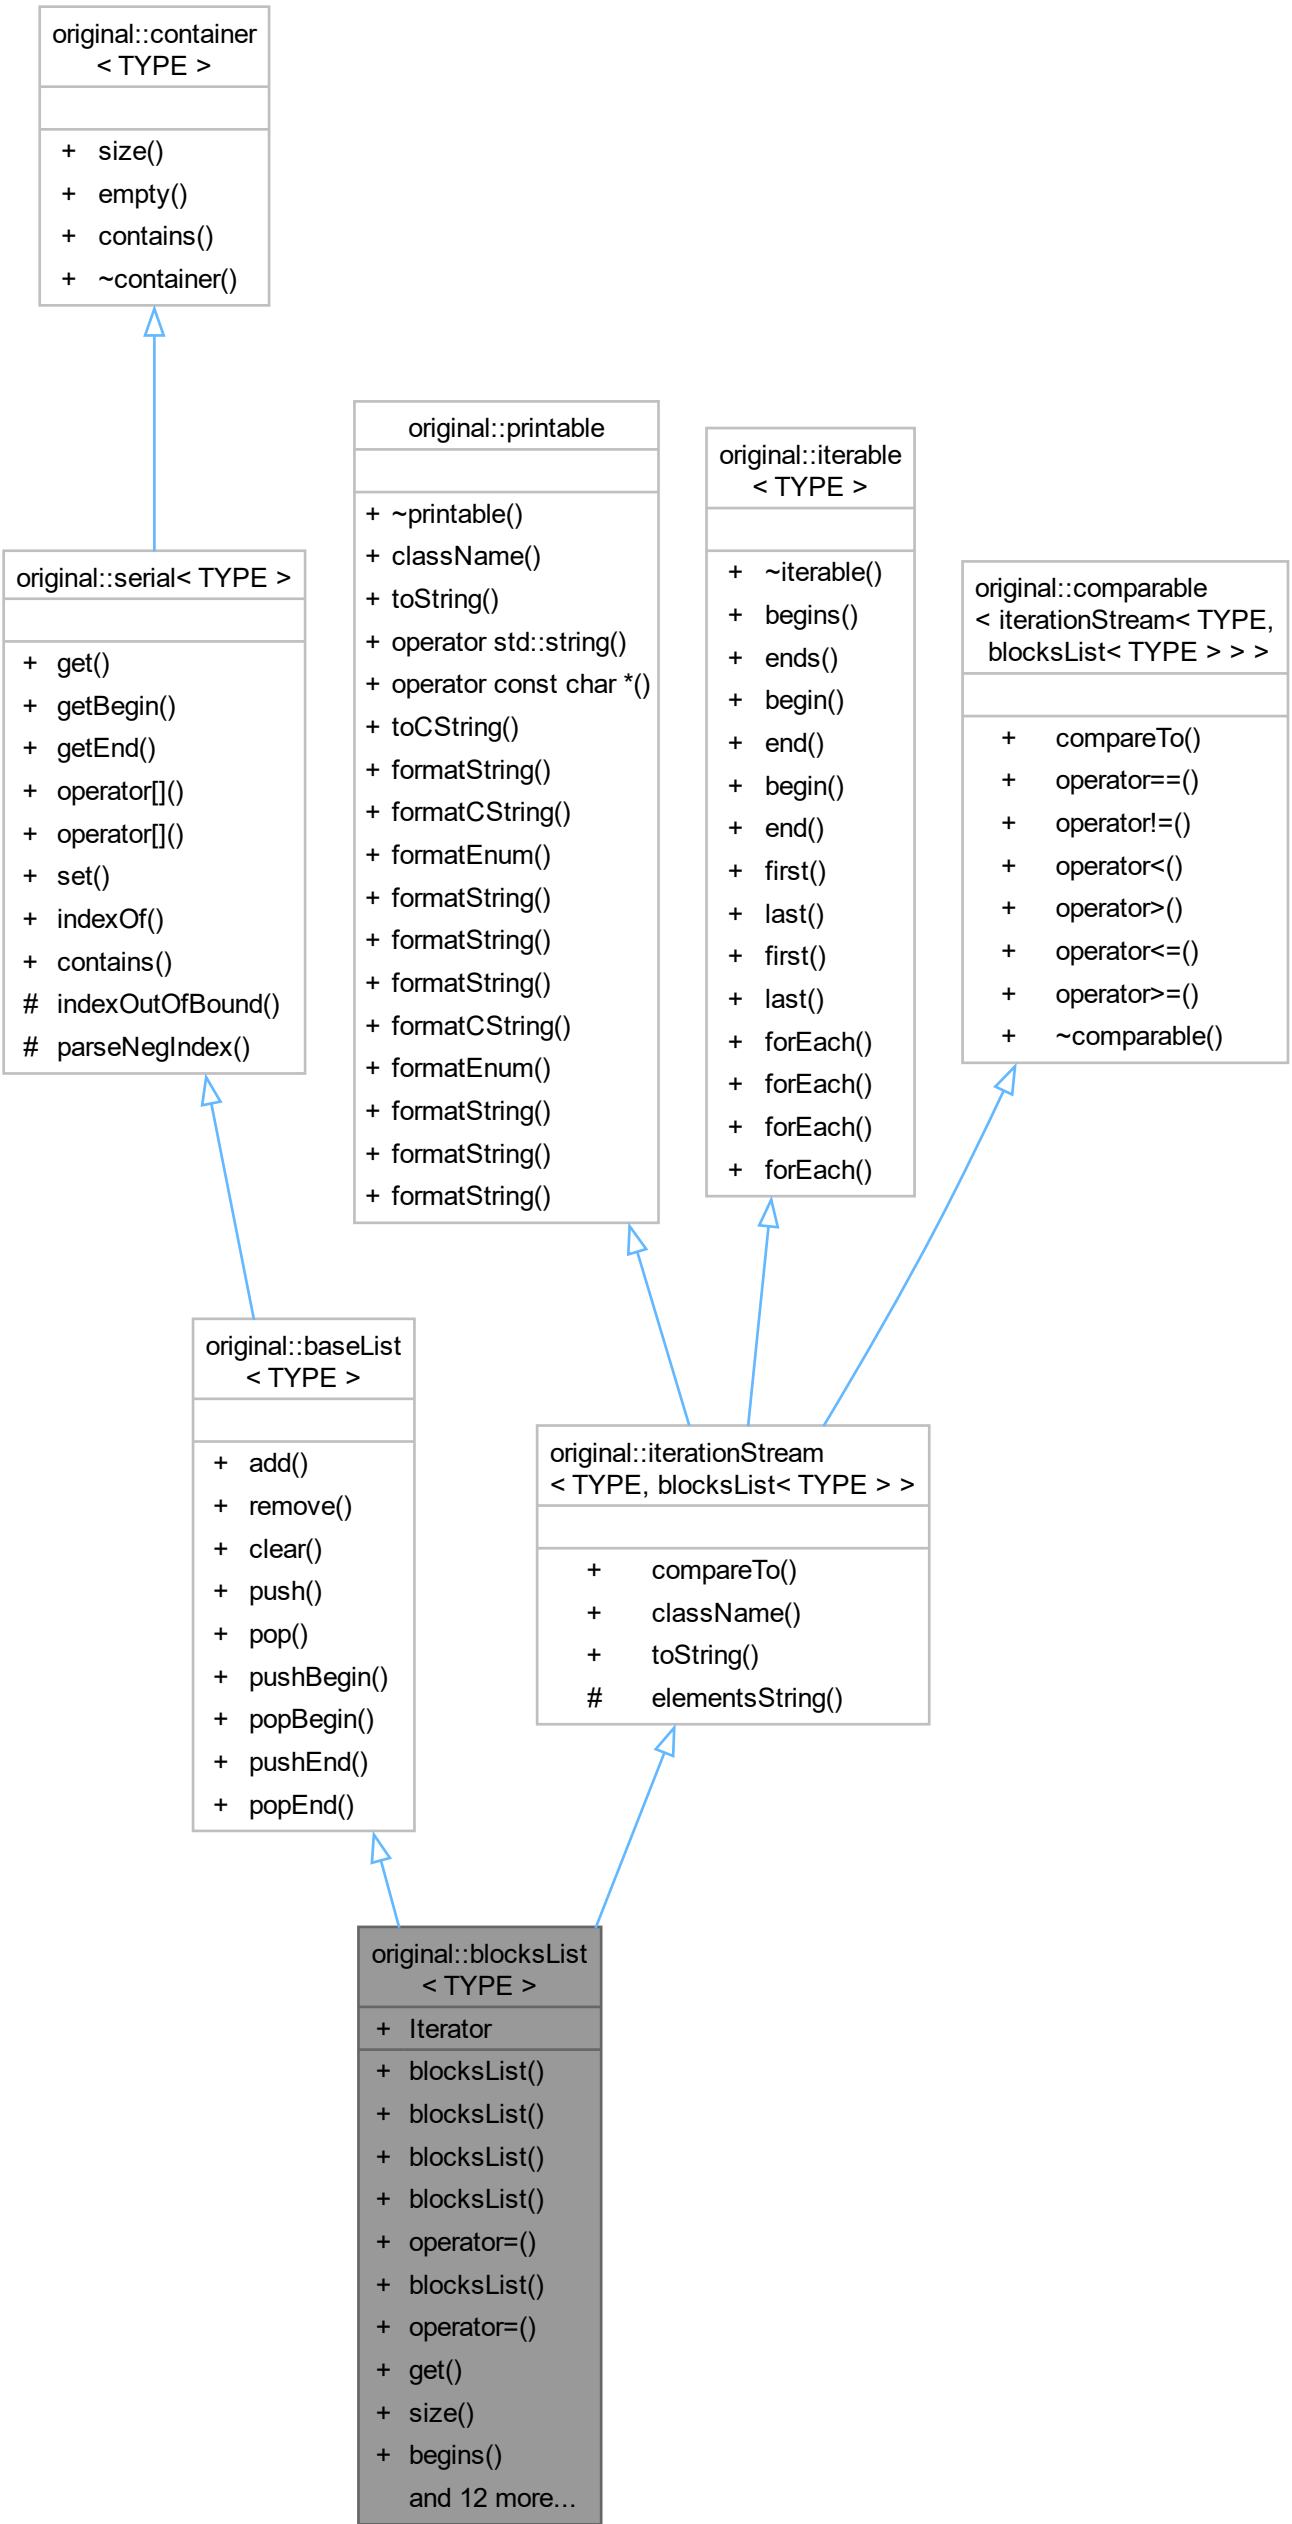 original::container
< TYPE >
+ size()
+ empty()
+ contains()
+ ~container()
original::serial< TYPE >
+ get()
+ getBegin()
+ getEnd()
+ operator[]()
+ operator[]()
+ set()
+ indexOf()
+ contains()
# indexOutOfBound()
# parseNegIndex()
original::printable
+ ~printable()
+ className()
+ toString()
+ operator std::string()
+ operator const char *()
+ toCString()
+ formatString()
+ formatCString()
+ formatEnum()
+ formatString()
+ formatString()
+ formatString()
+ formatCString()
+ formatEnum()
+ formatString()
+ formatString()
+ formatString()
original::iterable
< TYPE >
+ ~iterable()
+ begins()
+ ends()
+ begin()
+ end()
+ begin()
+ end()
+ first()
+ last()
+ first()
+ last()
+ forEach()
+ forEach()
+ forEach()
+ forEach()
original::comparable
< iterationStream< TYPE,
blocksList< TYPE > > >
+ compareTo()
+ operator==()
+ operator!=()
+ operator<()
+ operator>()
+ operator<=()
+ operator>=()
+ ~comparable()
original::baseList
< TYPE >
+ add()
+ remove()
+ clear()
+ push()
+ pop()
+ pushBegin()
+ popBegin()
+ pushEnd()
+ popEnd()
original::iterationStream
< TYPE, blocksList< TYPE > >
+ compareTo()
+ className()
+ toString()
# elementsString()
original::blocksList
< TYPE >
+ Iterator
+ blocksList()
+ blocksList()
+ blocksList()
+ blocksList()
+ operator=()
+ blocksList()
+ operator=()
+ get()
+ size()
+ begins()
and 12 more...